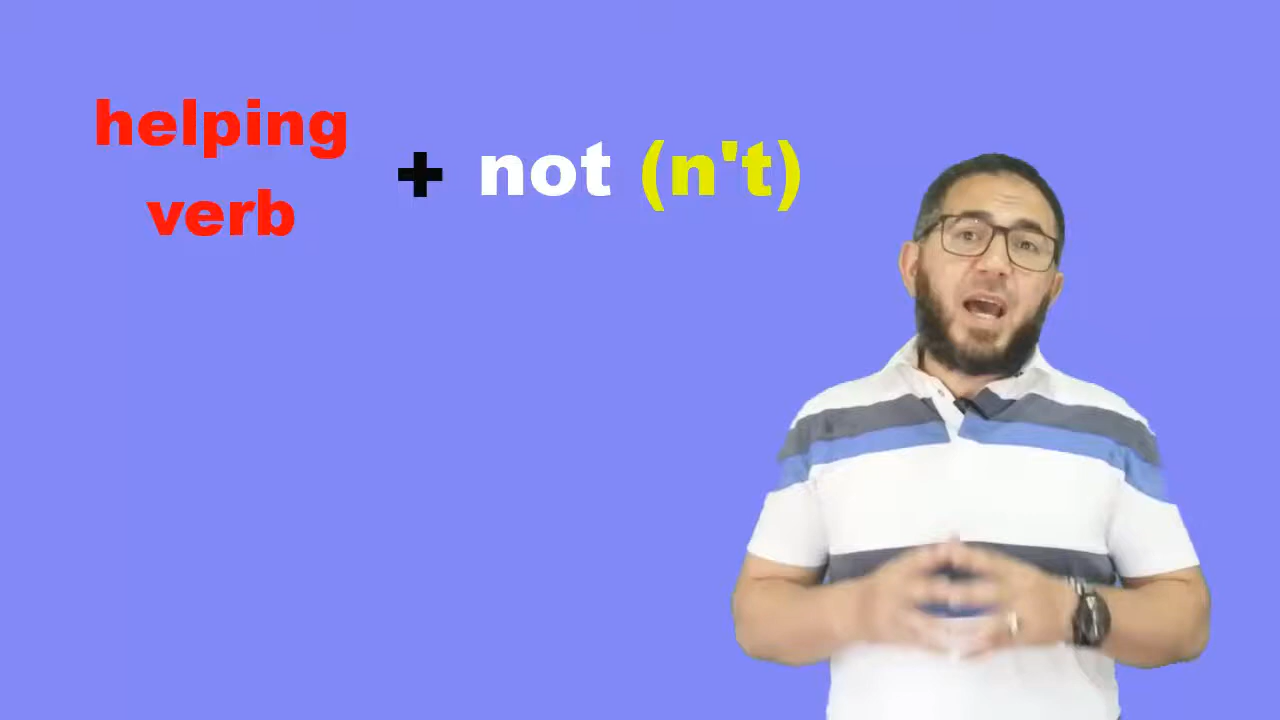 helping
verb
+ not (n't)